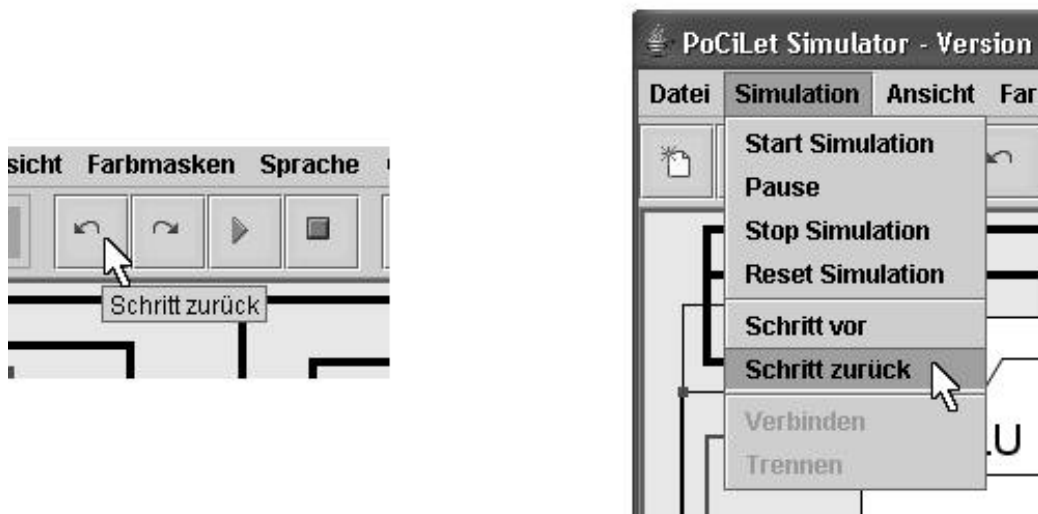 sicht Farbmasken Sprache
Schritt zurück
PoCiLet Simulator - Version
Datei Simulation Ansicht Far
Start Simulation
Pause
Stop Simulation
Reset Simulation
Schritt vor
Schritt zurück
Verbinden
Trennen
LU